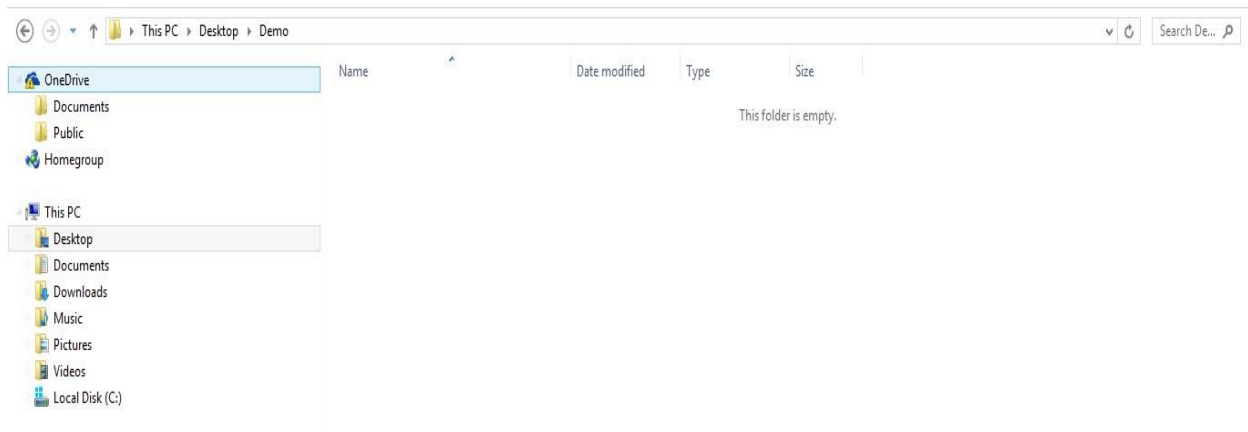 This PC Desktop Demo
Search De...
OneDrive
Documents
Public
Homegroup
This PC
Desktop
Documents
Downloads
Music
Pictures
Videos
Local Disk (C:)
Name Date modified Type Size
This folder is empty.